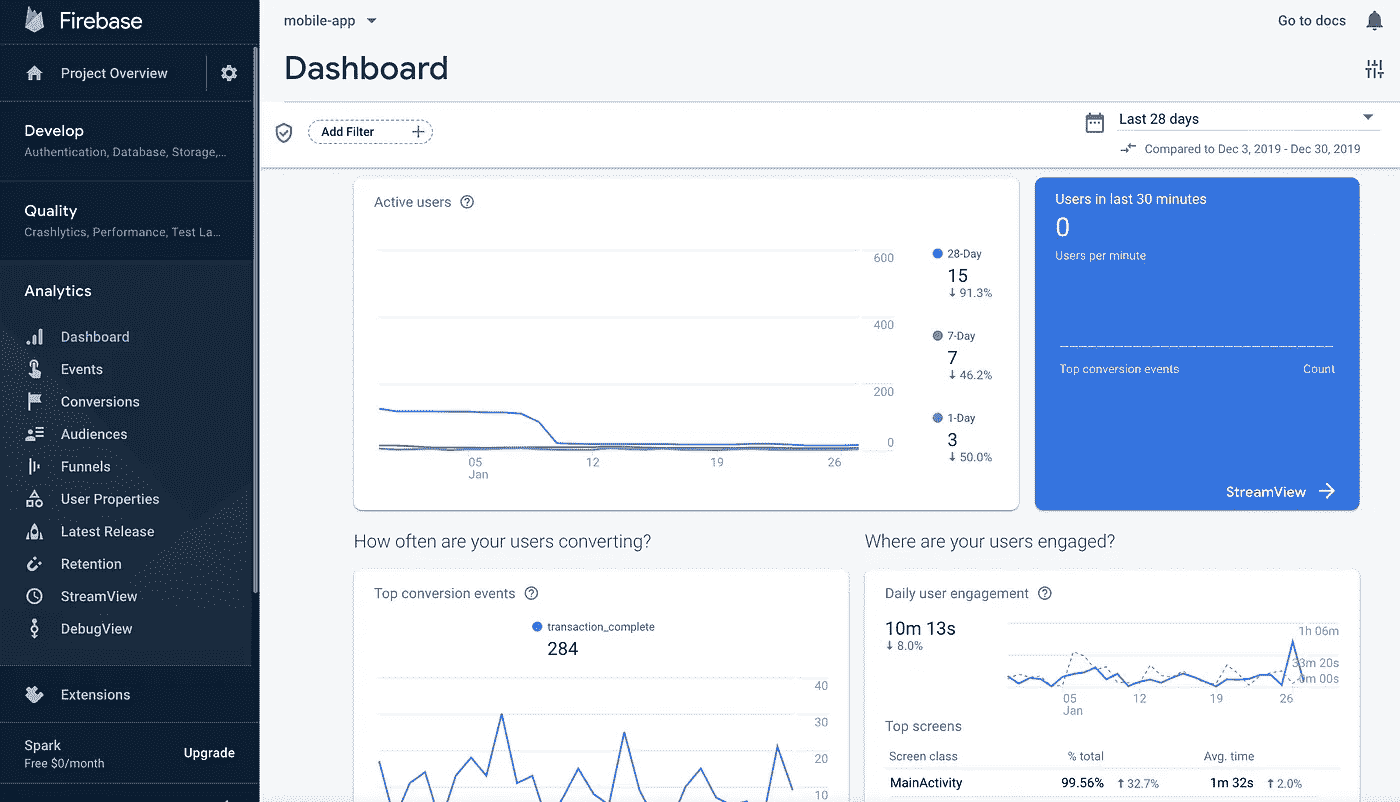 Firebase
Project Overview
Develop
Authentication, Database, Storage,...
Quality
Crashlytics, Performance, Test La...
Analytics
Dashboard
Events
Conversions
Audiences
Funnels
User Properties
Latest Release
Retention
StreamView
DebugView
Extensions
Spark
Free $0/month
Upgrade
mobile-app
Go to docs
Dashboard
Add Filter
Last 28 days
Compared to Dec 3, 2019 - Dec 30, 2019
Active users
600
400
200
0
05
Jan
12
19
26
28-Day
15
↓ 91.3%
7-Day
7
↓ 46.2%
1-Day
3
↓ 50.0%
Users in last 30 minutes
0
Users per minute
Top conversion events Count
StreamView
How often are your users converting?
Top conversion events
transaction_complete
284
40
30
20
10
Where are your users engaged?
Daily user engagement
10m 13s
↓ 8.0%
1h 06m
33m 20s
0m 00s
05
Jan
12
19
26
Top screens
Screen class % total Avg. time
MainActivity 99.56% ↑ 32.7% 1m 32s ↑ 2.0%